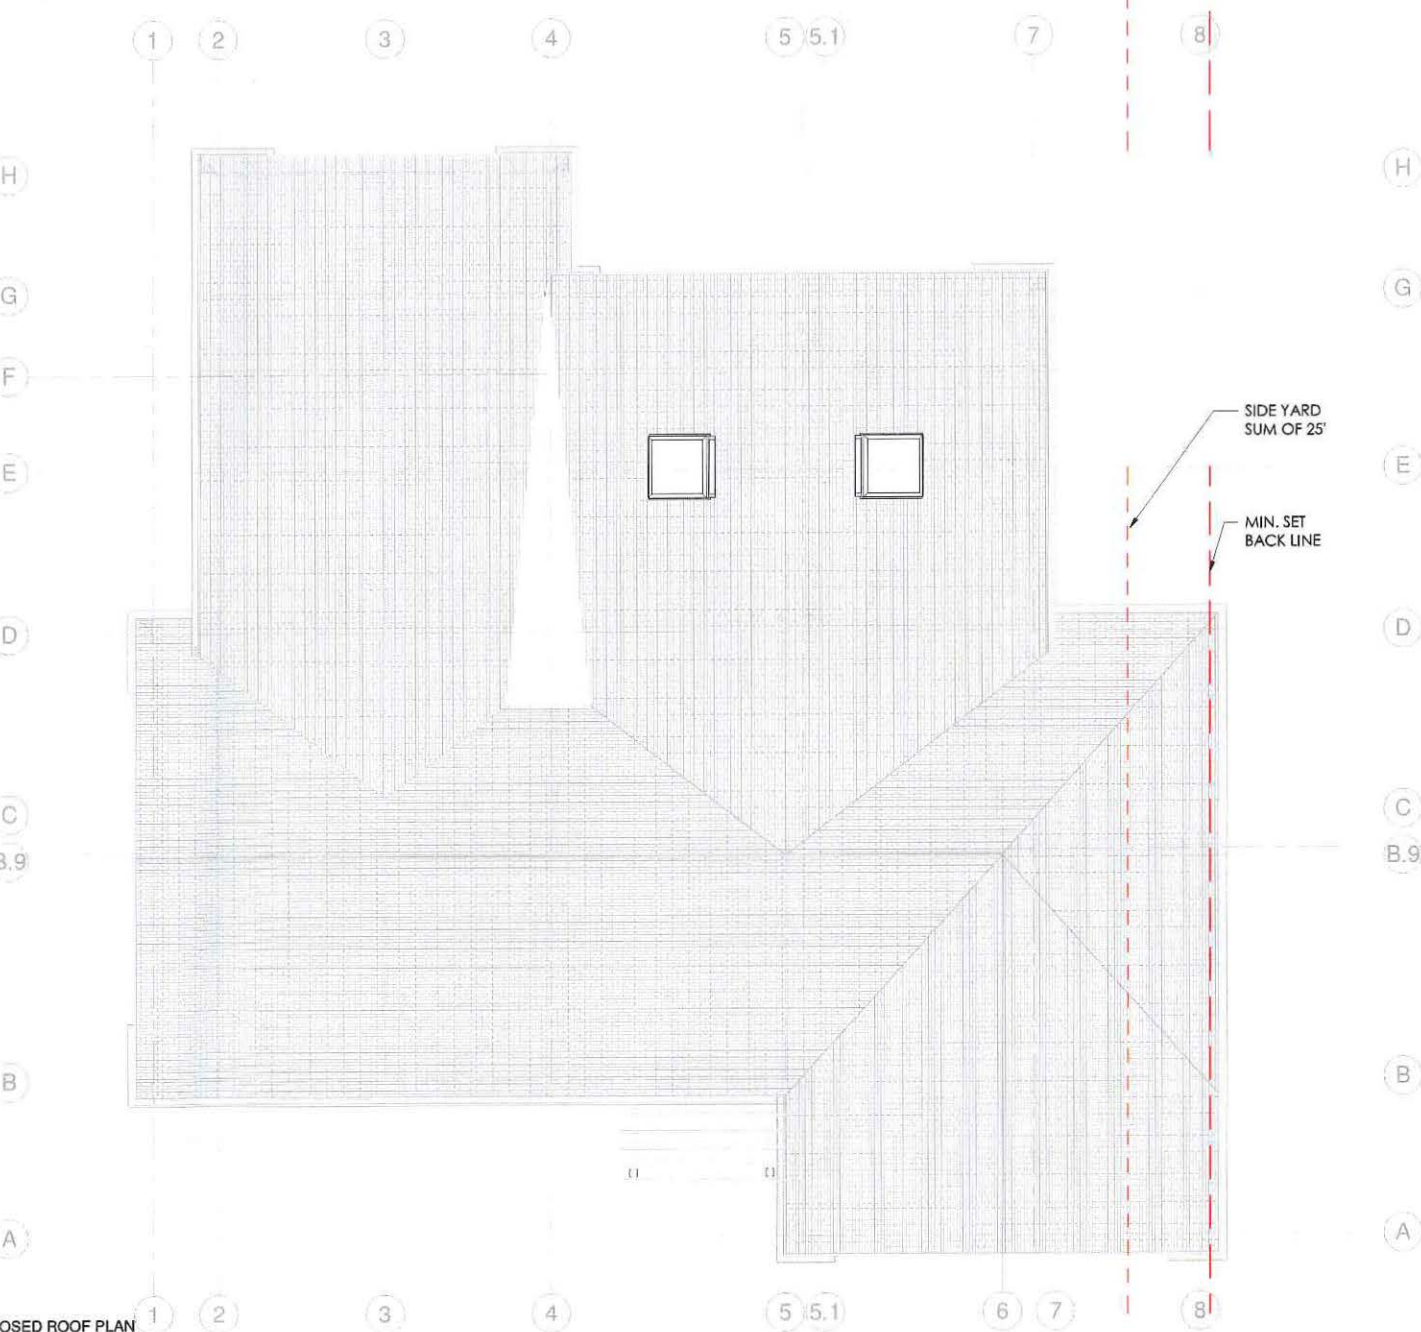 1 2 3 4 5 5.1 7 8
H H
G G
F
SIDE YARD
SUM OF 25'
E E
MIN. SET
BACK LINE
D D
C C
B.9 B.9
B B
A A
1 2 3 4 5 5.1 6 7 8
OSED ROOF PLAN